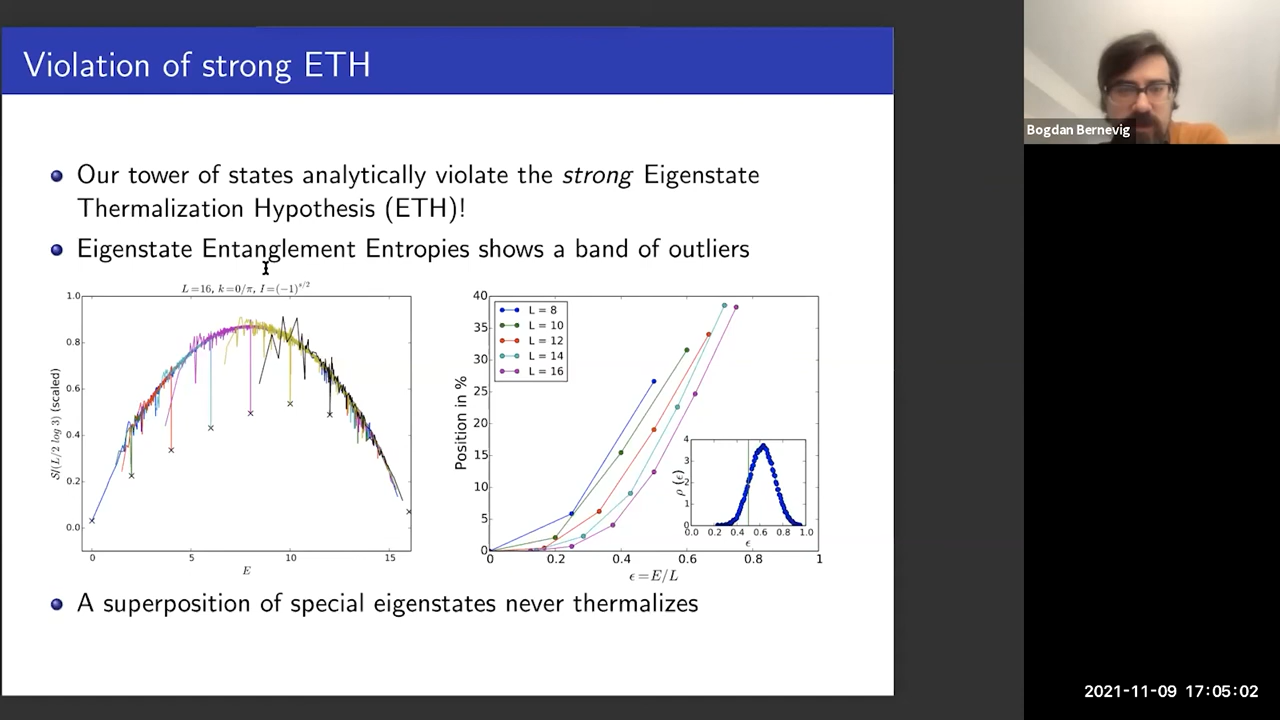 Violation of strong ETH
Bogdan Bernevig
Our tower of states analytically violate the strong Eigenstate
Thermalization Hypothesis (ETH)!
Eigenstate Entanglement Entropies shows a band of outliers
L=16, k=0/π, I=(−1)^{s/2}
S/(L/2 log 3) (scaled)
1.0
0.8
0.6
0.4
0.2
0.0
0 5 10 15
E
Position in %
40
35
30
25
20
15
10
5
0
L = 8
L = 10
L = 12
L = 14
L = 16
ρ (ϵ)
4
3
2
1
0
0.0 0.2 0.4 0.6 0.8 1.0
ϵ
0 0.2 0.4 0.6 0.8 1
ϵ=E/L
A superposition of special eigenstates never thermalizes
2021-11-09 17:05:02